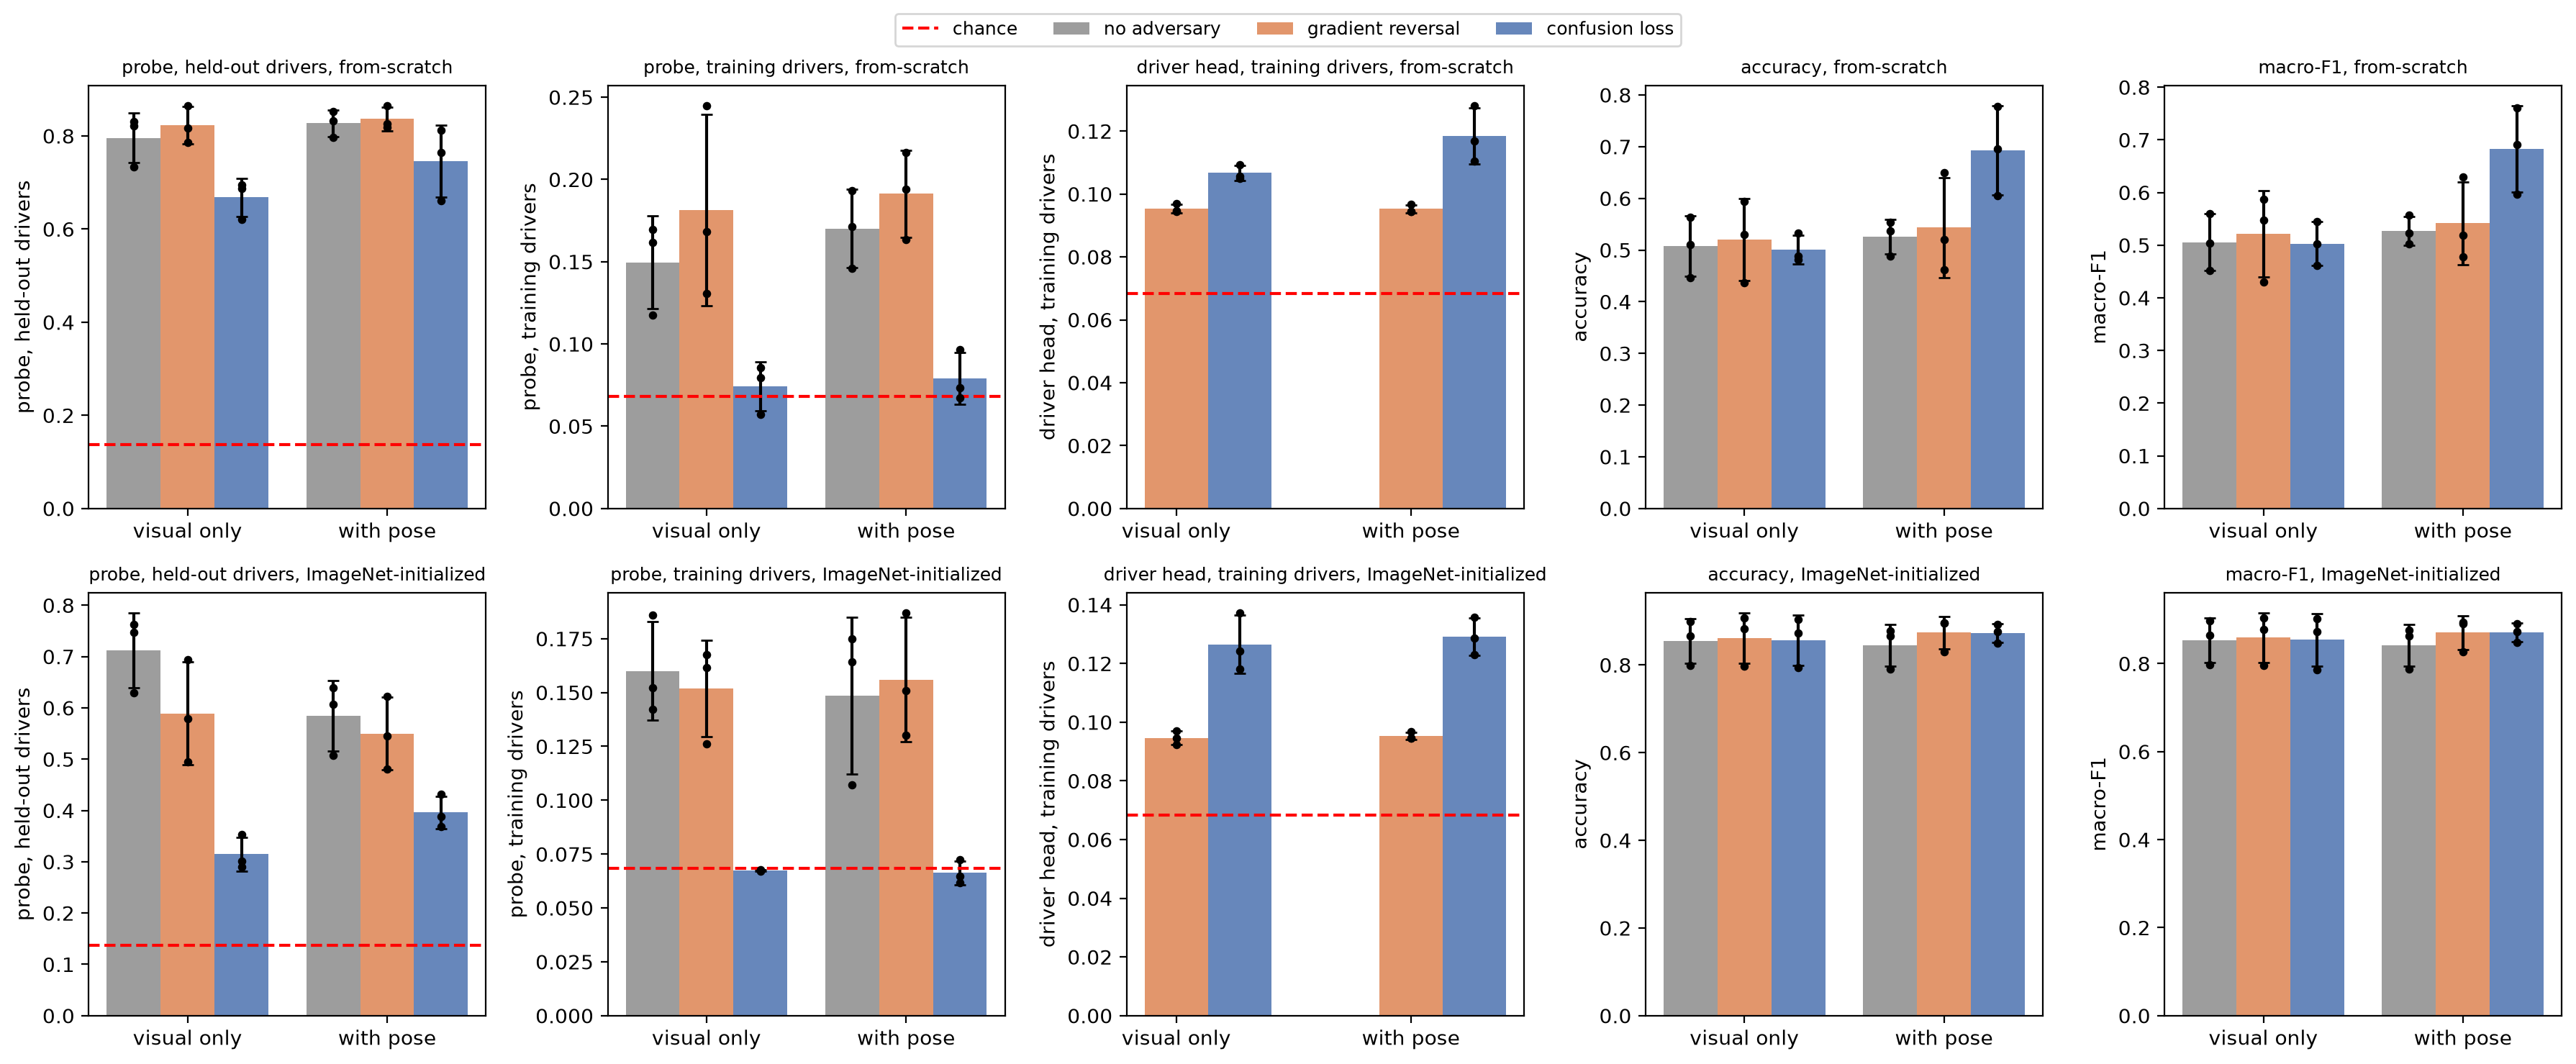 chance no adversary gradient reversal confusion loss
probe, held-out drivers, from-scratch
probe, held-out drivers
0.8
0.6
0.4
0.2
0.0
visual only with pose
probe, training drivers, from-scratch
probe, training drivers
0.25
0.20
0.15
0.10
0.05
0.00
visual only with pose
driver head, training drivers, from-scratch
driver head, training drivers
0.12
0.10
0.08
0.06
0.04
0.02
0.00
visual only with pose
accuracy, from-scratch
accuracy
0.8
0.7
0.6
0.5
0.4
0.3
0.2
0.1
0.0
visual only with pose
macro-F1, from-scratch
macro-F1
0.8
0.7
0.6
0.5
0.4
0.3
0.2
0.1
0.0
visual only with pose
probe, held-out drivers, ImageNet-initialized
probe, held-out drivers
0.8
0.7
0.6
0.5
0.4
0.3
0.2
0.1
0.0
visual only with pose
probe, training drivers, ImageNet-initialized
probe, training drivers
0.175
0.150
0.125
0.100
0.075
0.050
0.025
0.000
visual only with pose
driver head, training drivers, ImageNet-initialized
driver head, training drivers
0.14
0.12
0.10
0.08
0.06
0.04
0.02
0.00
visual only with pose
accuracy, ImageNet-initialized
accuracy
0.8
0.6
0.4
0.2
0.0
visual only with pose
macro-F1, ImageNet-initialized
macro-F1
0.8
0.6
0.4
0.2
0.0
visual only with pose